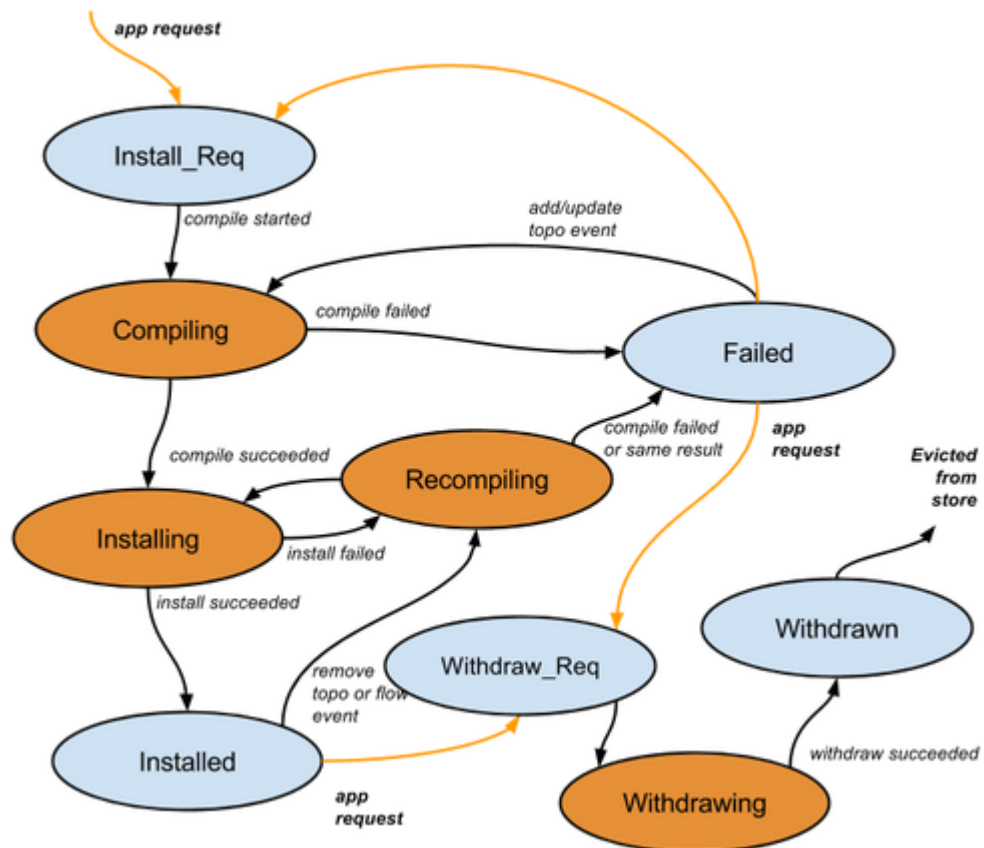 app request
Install_Req
compile started
add/update
topo event
Compiling
compile failed
Failed
compile succeeded
Recompiling
compile failed
or same result
app
request
Evicted
from
store
Installing
install failed
install succeeded
Withdrawn
remove
topo or flow
event
Withdraw_Req
Installed
withdraw succeeded
app
request
Withdrawing